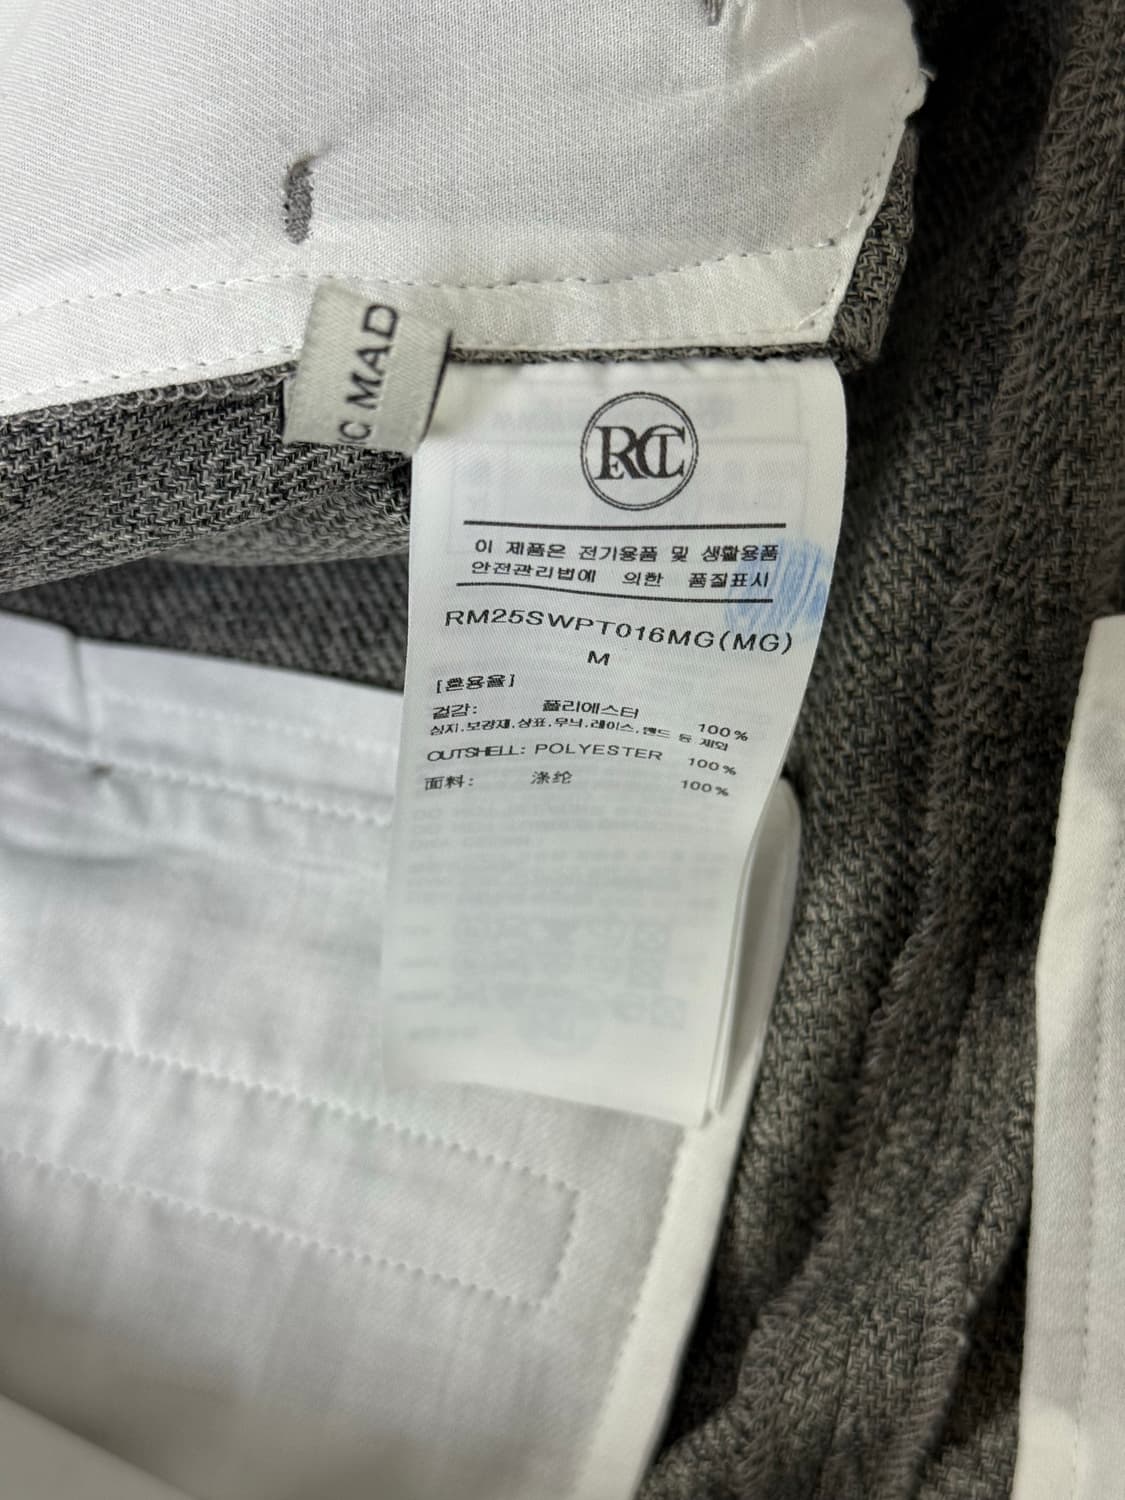 C MAD
RCT
이 제품은 전기용품 및 생활용품
안전관리법에 의한 품질표시
RM25SWPT016MG(MG)
M
[혼용율]
겉감: 폴리에스터 100%
심지.보강재.상표.무늬.레이스.밴드 등 제외
OUTSHELL: POLYESTER 100%
面料: 涤纶 100%